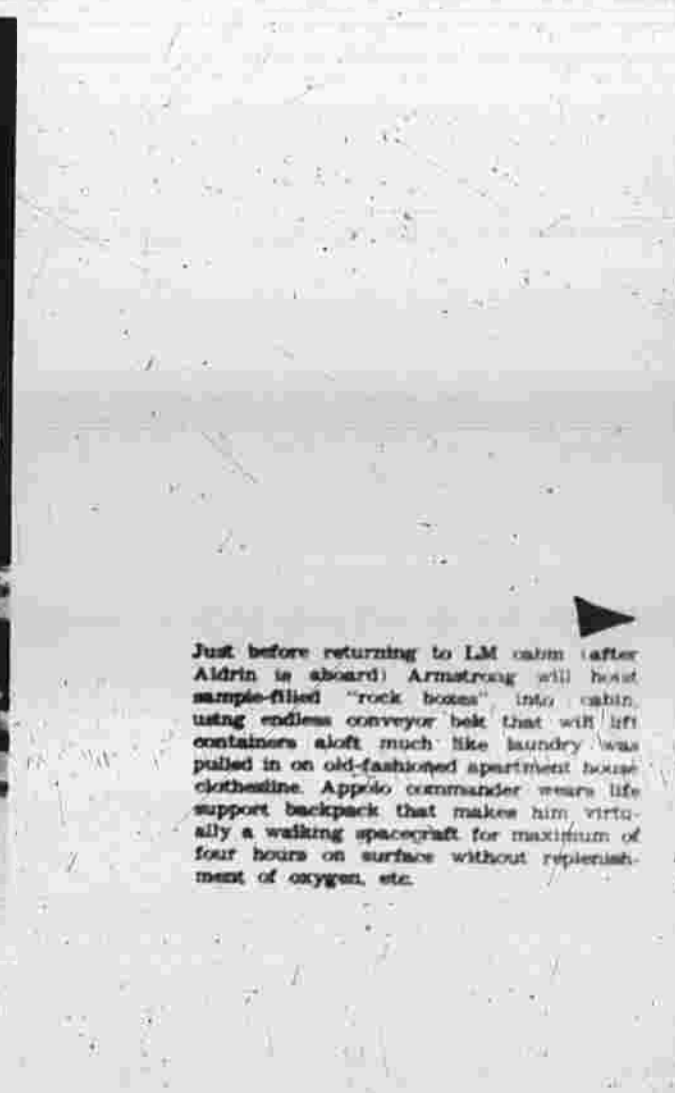 Just before returning to LM cabin (after
Aldrin is aboard) Armstrong will hoist
sample-filled "rock boxes" into cabin,
using endless conveyor belt that will lift
containers aloft much like laundry was
pulled in on old-fashioned apartment house
clothesline. Appolo commander wears life
support backpack that makes him virtu-
ally a walking spacecraft for maximum of
four hours on surface without replenish-
ment of oxygen, etc.